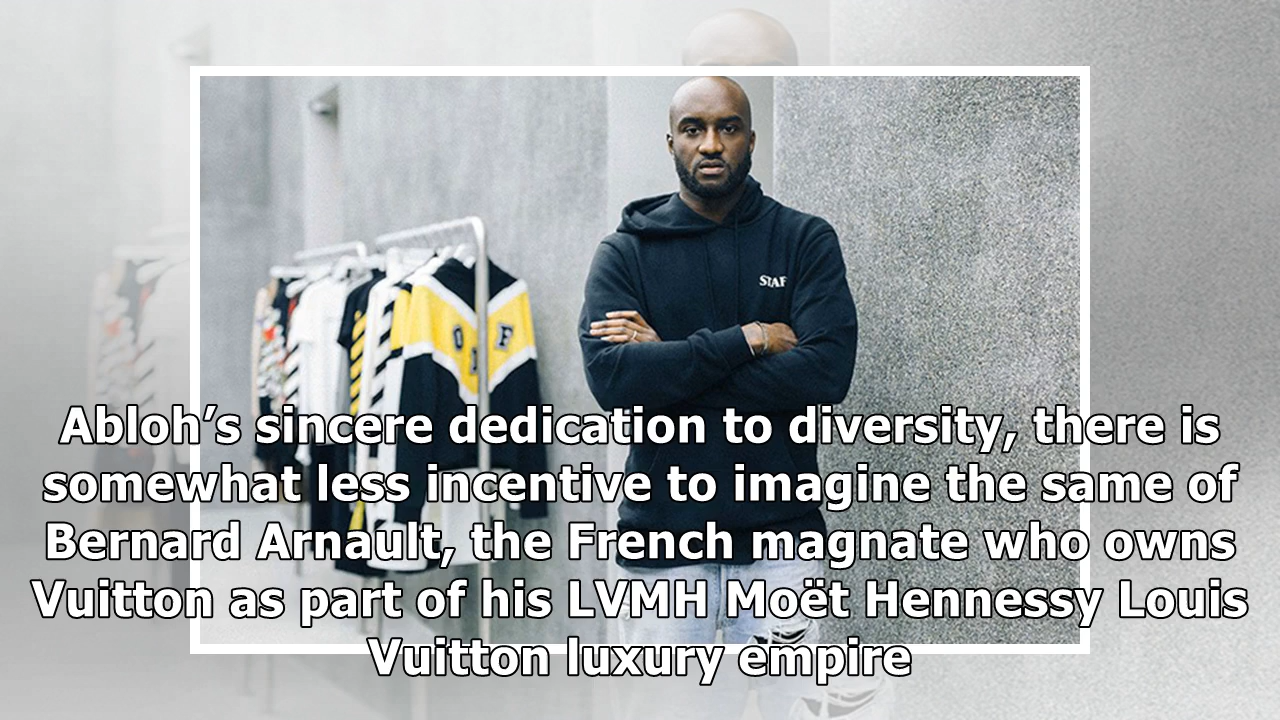 STAF
O F F
Abloh’s sincere dedication to diversity, there is
somewhat less incentive to imagine the same of
Bernard Arnault, the French magnate who owns
Vuitton as part of his LVMH Moët Hennessy Louis
Vuitton luxury empire